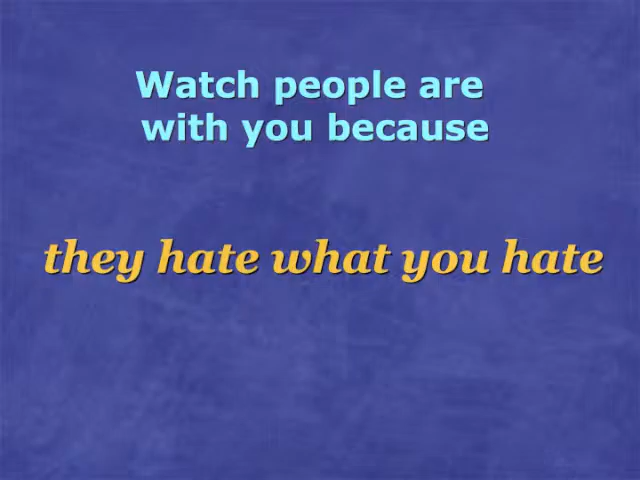 Watch people are
with you because
they hate what you hate